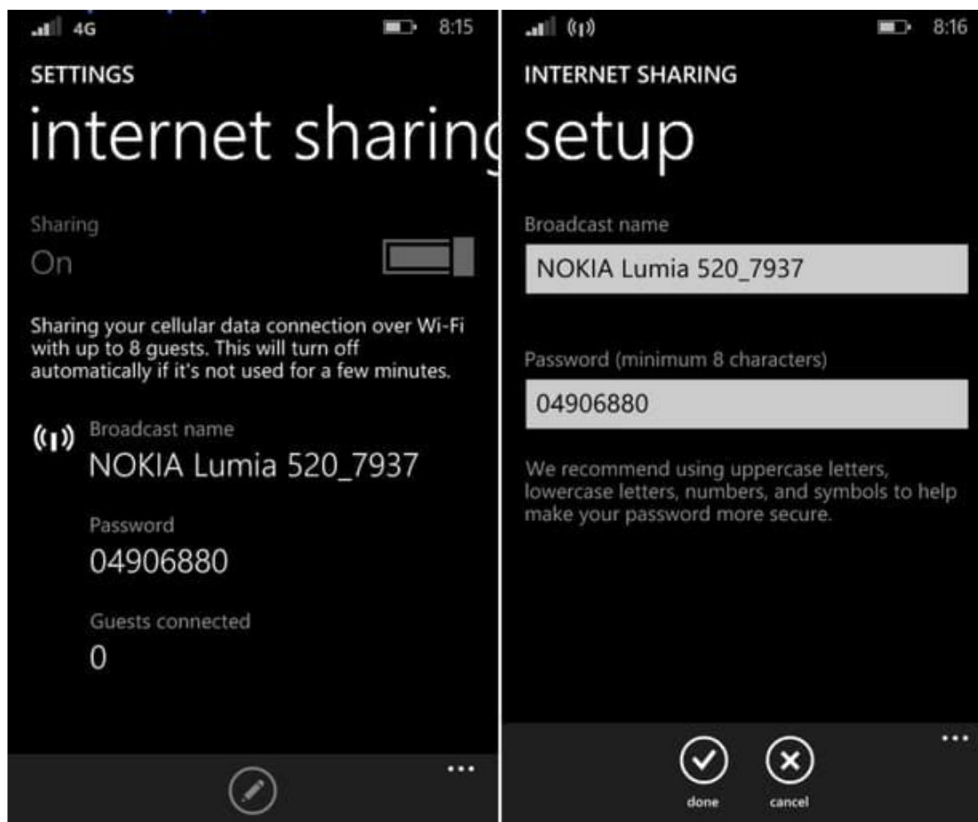 4G 8:15
SETTINGS
internet sharing
Sharing
On
Sharing your cellular data connection over Wi-Fi
with up to 8 guests. This will turn off
automatically if it's not used for a few minutes.
Broadcast name
NOKIA Lumia 520_7937
Password
04906880
Guests connected
0
8:16
INTERNET SHARING
setup
Broadcast name
NOKIA Lumia 520_7937
Password (minimum 8 characters)
04906880
We recommend using uppercase letters,
lowercase letters, numbers, and symbols to help
make your password more secure.
done cancel